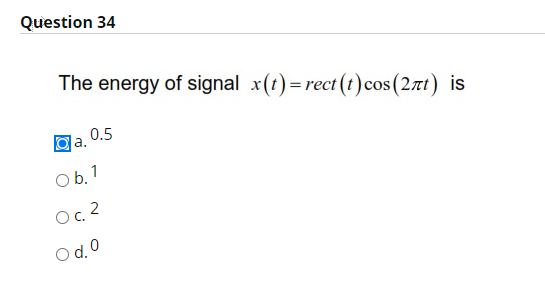 Question 34
The energy of signal x(t)=rect(t)cos(2πt) is
a. 0.5
b. 1
c. 2
d. 0